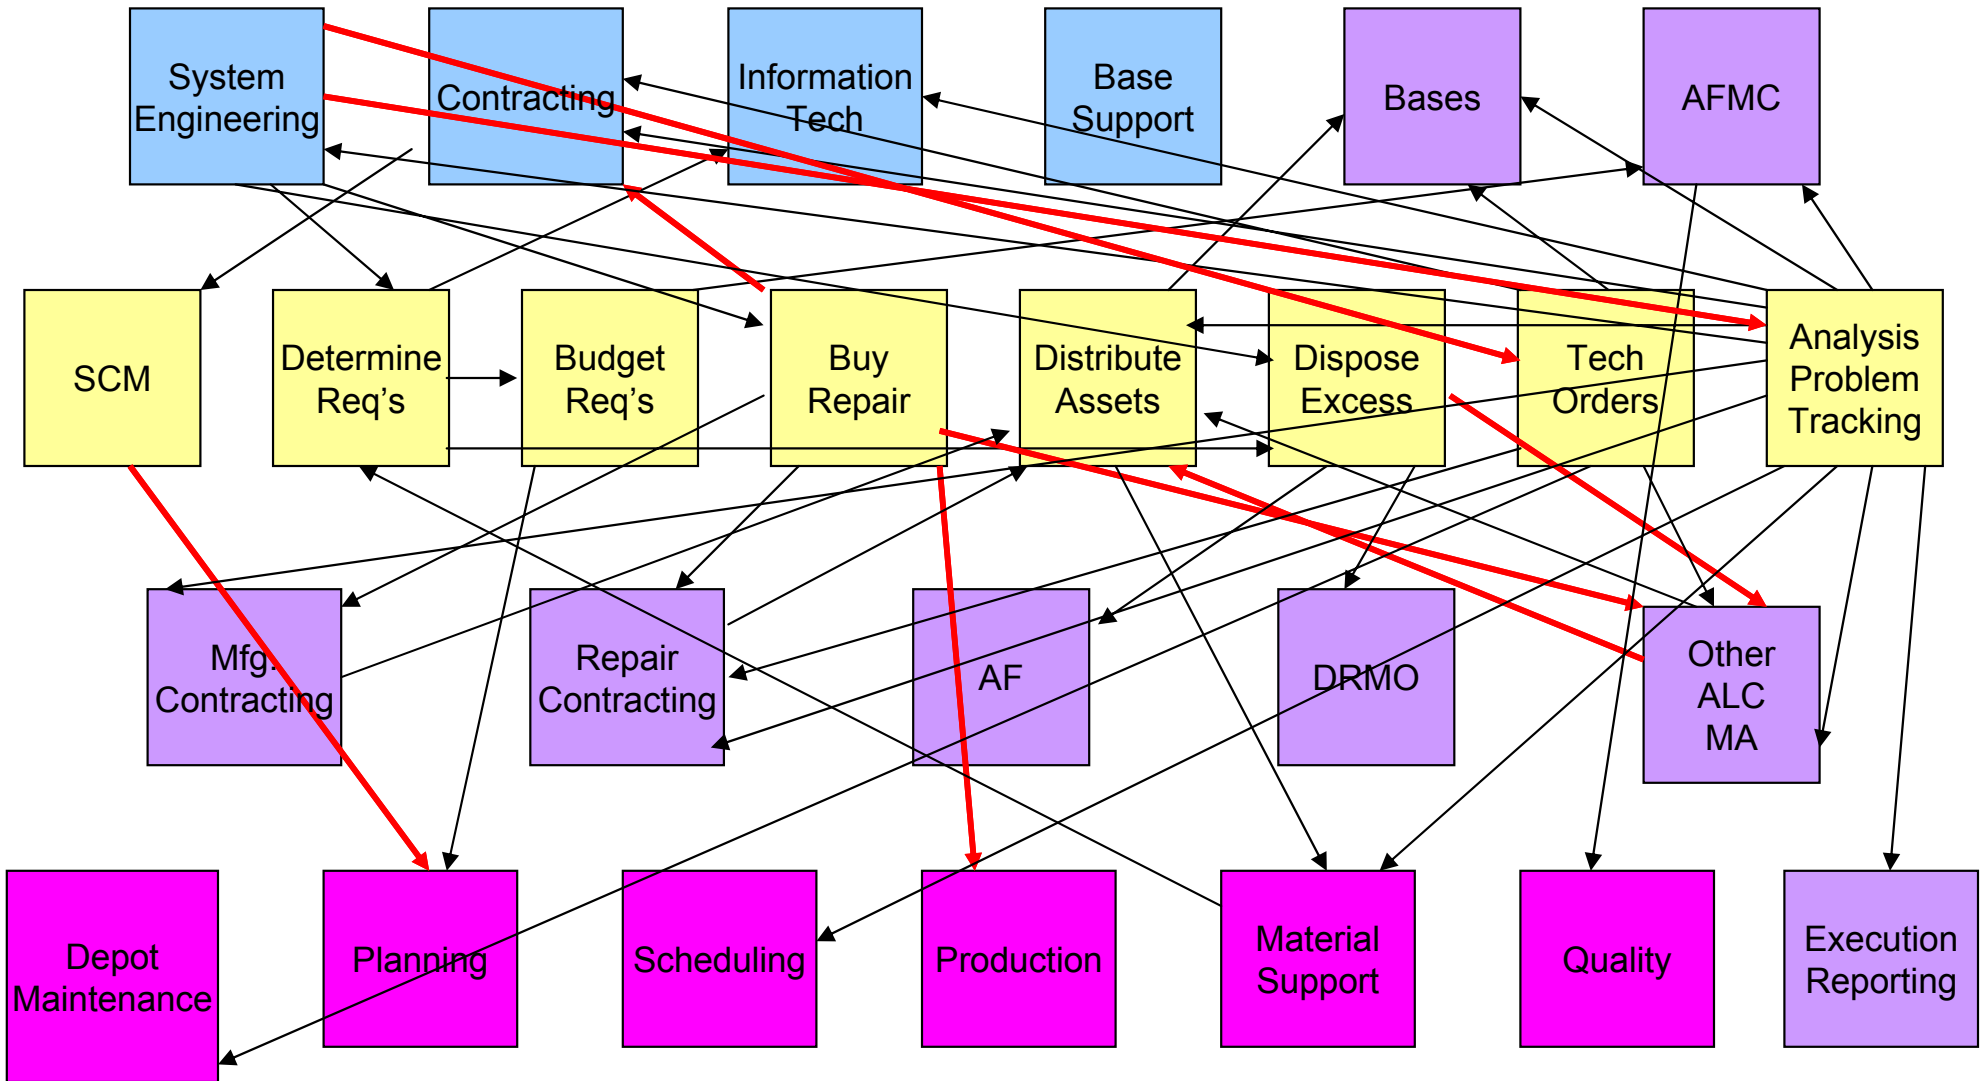 System
Engineering
Contracting
Information
Tech
Base
Support
Bases
AFMC
SCM
Determine
Req's
Budget
Req's
Buy
Repair
Distribute
Assets
Dispose
Excess
Tech
Orders
Analysis
Problem
Tracking
Mfg.
Contracting
Repair
Contracting
AF
DRMO
Other
ALC
MA
Depot
Maintenance
Planning
Scheduling
Production
Material
Support
Quality
Execution
Reporting